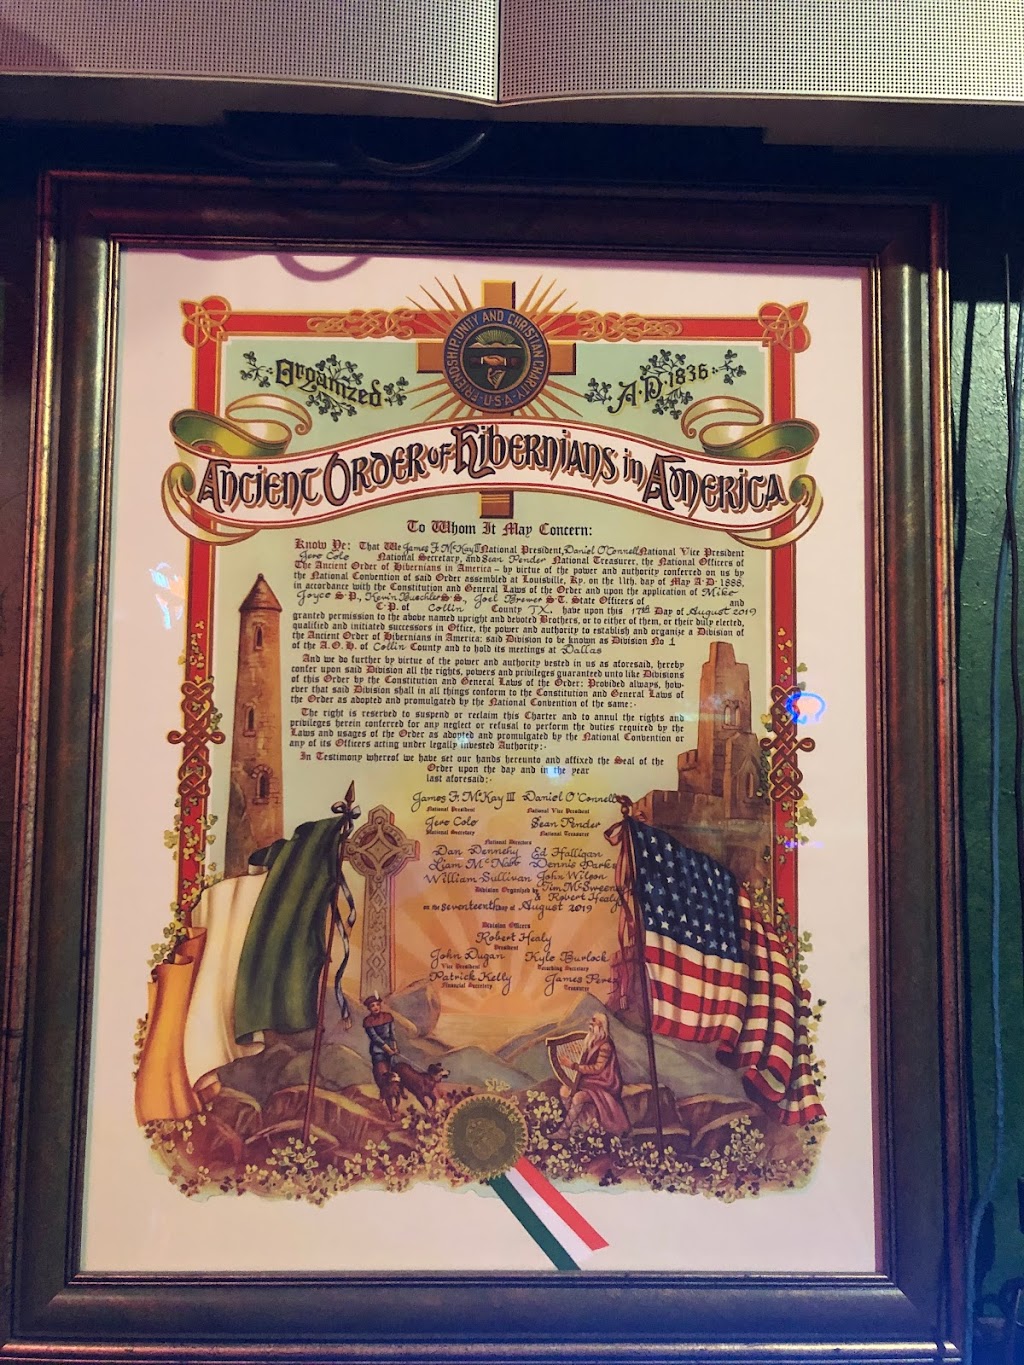 FRIENDSHIP, UNITY AND CHRISTIAN CHARITY
U·S·A
Organized
A·D·1836
Ancient Order of Hibernians in America
To Whom It May Concern:
Know Ye: That We James F. McKay III National President, Daniel O'Connell National Vice President
Jere Cole National Secretary, and Sean Pender National Treasurer, the National Officers of
The Ancient Order of Hibernians in America – by virtue of the power and authority conferred on us by
the National Convention of said Order assembled at Louisville, Ky. on the 11th. day of May A·D· 1888,
in accordance with the Constitution and General Laws of the Order and upon the application of Mike
Joyce S·P., Kevin Buechler S·S., Joel Brewer S·T. State Officers of
and
C·P. of Collin County TX. have upon this 17th Day of August 2019
granted permission to the above named upright and devoted Brothers, or to either of them, or their duly elected,
qualified and initiated successors in Office, the power and authority to establish and organize a Division of
the Ancient Order of Hibernians in America; said Division to be known as Division No 1
of the A.O.H. of Collin County and to hold its meetings at Dallas
And we do further by virtue of the power and authority vested in us as aforesaid, hereby
confer upon said Division all the rights, powers and privileges guaranteed unto like Divisions
of this Order by the Constitution and General Laws of the Order: Provided always, how-
ever that said Division shall in all things conform to the Constitution and General Laws of
the Order as adopted and promulgated by the National Convention of the same:·
The right is reserved to suspend or reclaim this Charter and to annul the rights and
privileges herein conferred for any neglect or refusal to perform the duties required by the
Laws and usages of the Order as adopted and promulgated by the National Convention or
any of its Officers acting under legally invested Authority:·
In Testimony whereof we have set our hands hereunto and affixed the Seal of the
Order upon the day and in the year
last aforesaid:·
James F. McKay III Daniel O'Connell
National President National Vice President
Jere Cole Sean Pender
National Secretary National Treasurer
National Directors
Dan Dennehy Ed Halligan
Liam McNabb Dennis Parks
William Sullivan John Wilson
Division Organized by Tim McSweeney
& Robert Healy
on the Seventeenth Day of August 2019
Division Officers
Robert Healy
President
John Dugan Kyle Burlock
Vice President Recording Secretary
Patrick Kelly James Perez
Financial Secretary Treasurer